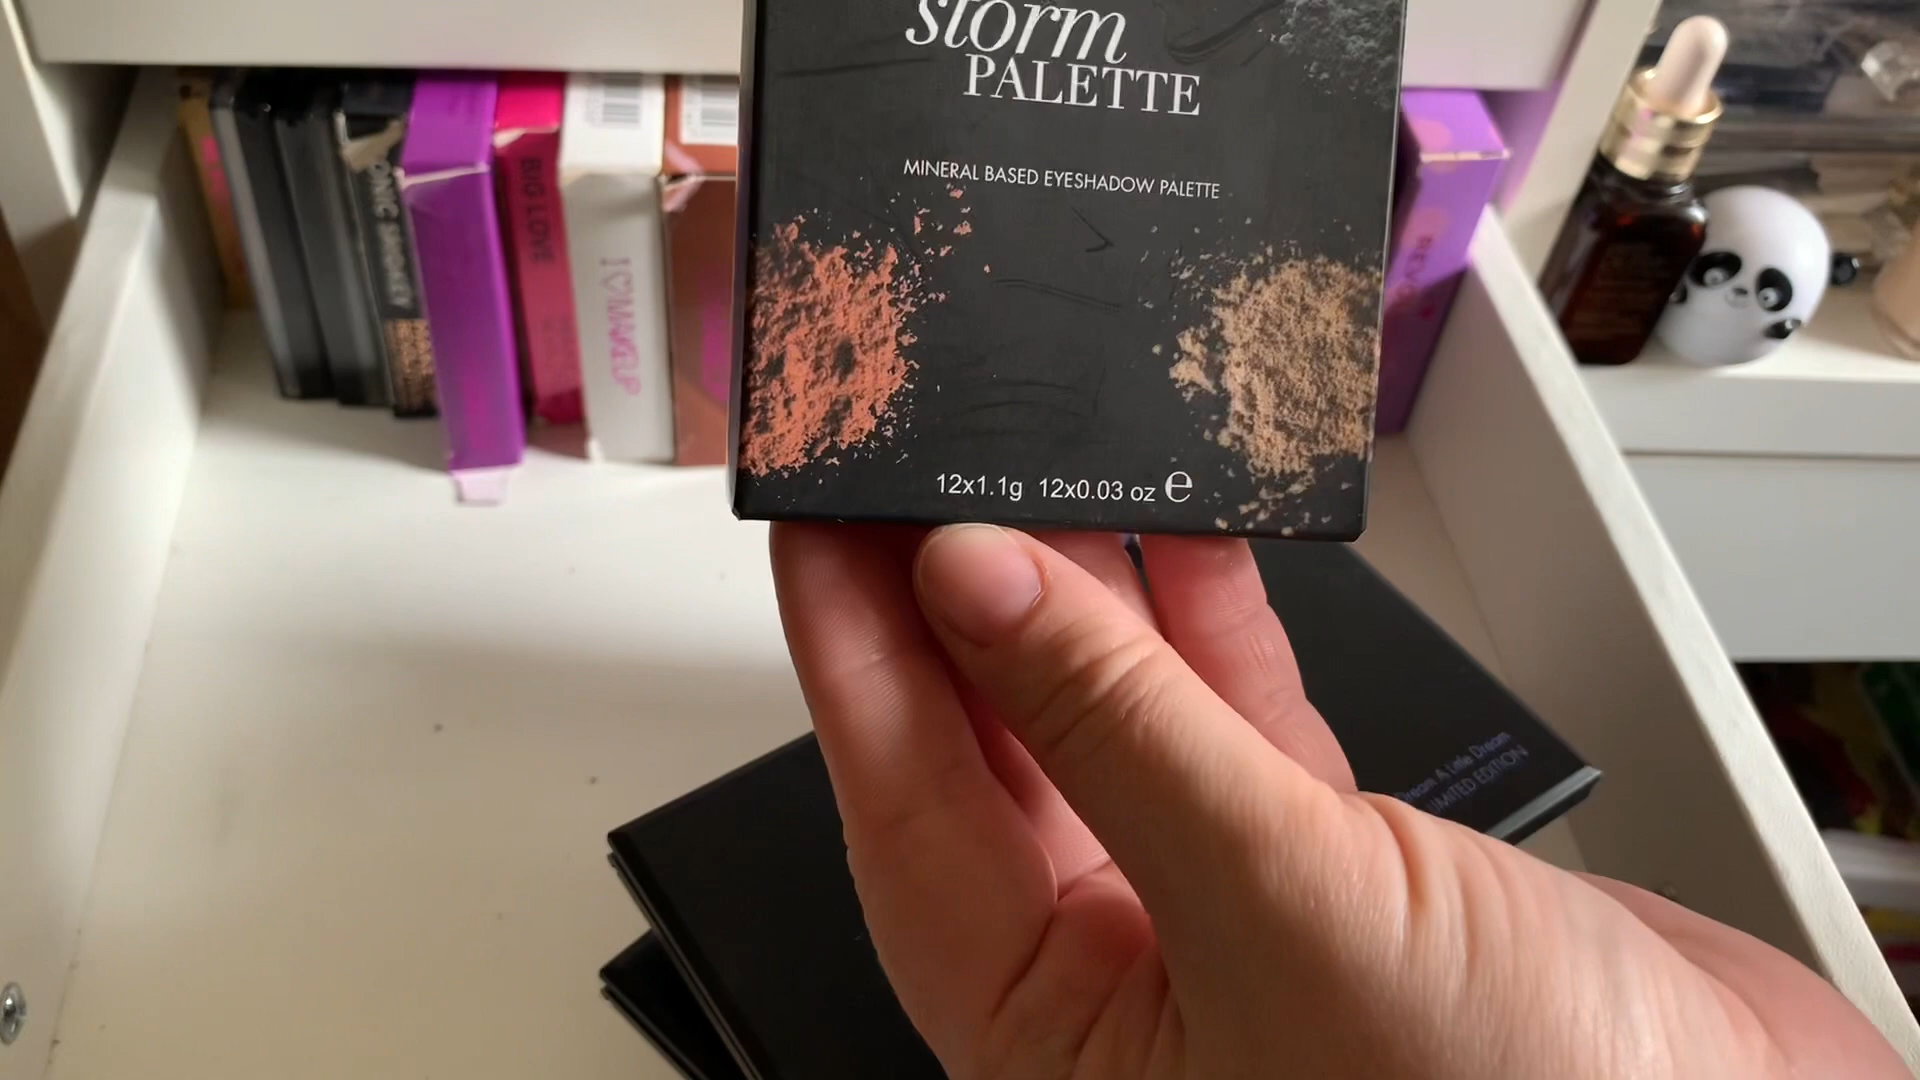 storm
PALETTE
MINERAL BASED EYESHADOW PALETTE
12x1.1g 12x0.03 oz e
BIG LOVE
I ♡ MAKEUP
Dream A Little Dream
LIMITED EDITION